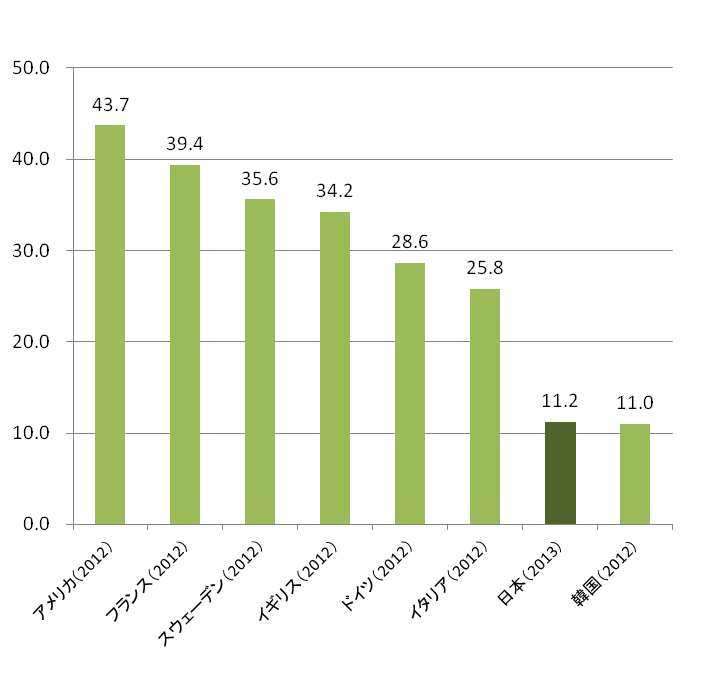 50.0
40.0
30.0
20.0
10.0
0.0
43.7
39.4
35.6
34.2
28.6
25.8
11.2
11.0
アメリカ(2012)
フランス(2012)
スウェーデン(2012)
イギリス(2012)
ドイツ(2012)
イタリア(2012)
日本(2013)
韓国(2012)